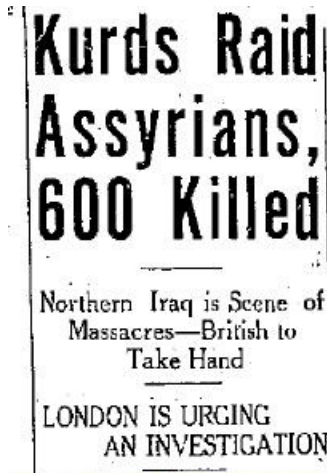 Kurds Raid
Assyrians,
600 Killed
Northern Iraq is Scene of
Massacres—British to
Take Hand
LONDON IS URGING
AN INVESTIGATION